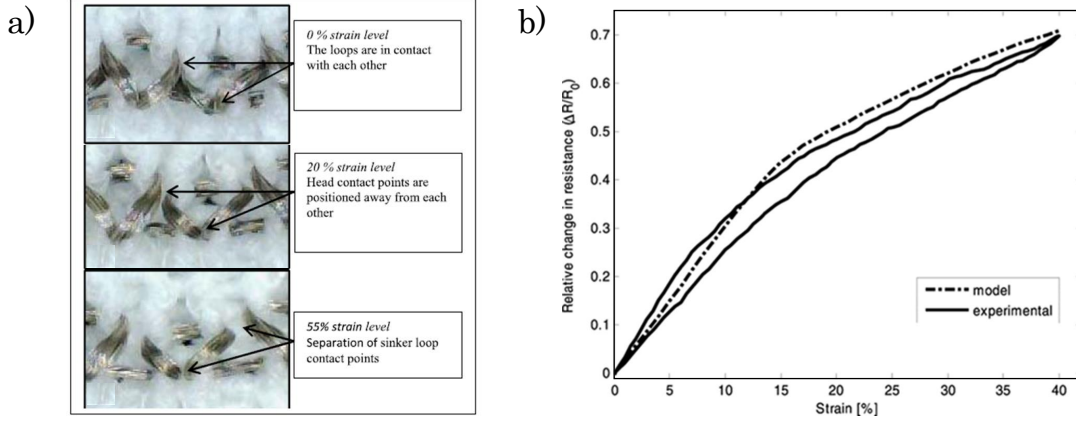 a)
0 % strain level
The loops are in contact
with each other
20 % strain level
Head contact points are
positioned away from each
other
55% strain level
Separation of sinker loop
contact points
b)
Relative change in resistance (ΔR/R0)
0.7
0.6
0.5
0.4
0.3
0.2
0.1
0
0 5 10 15 20 25 30 35 40
Strain [%]
model
experimental